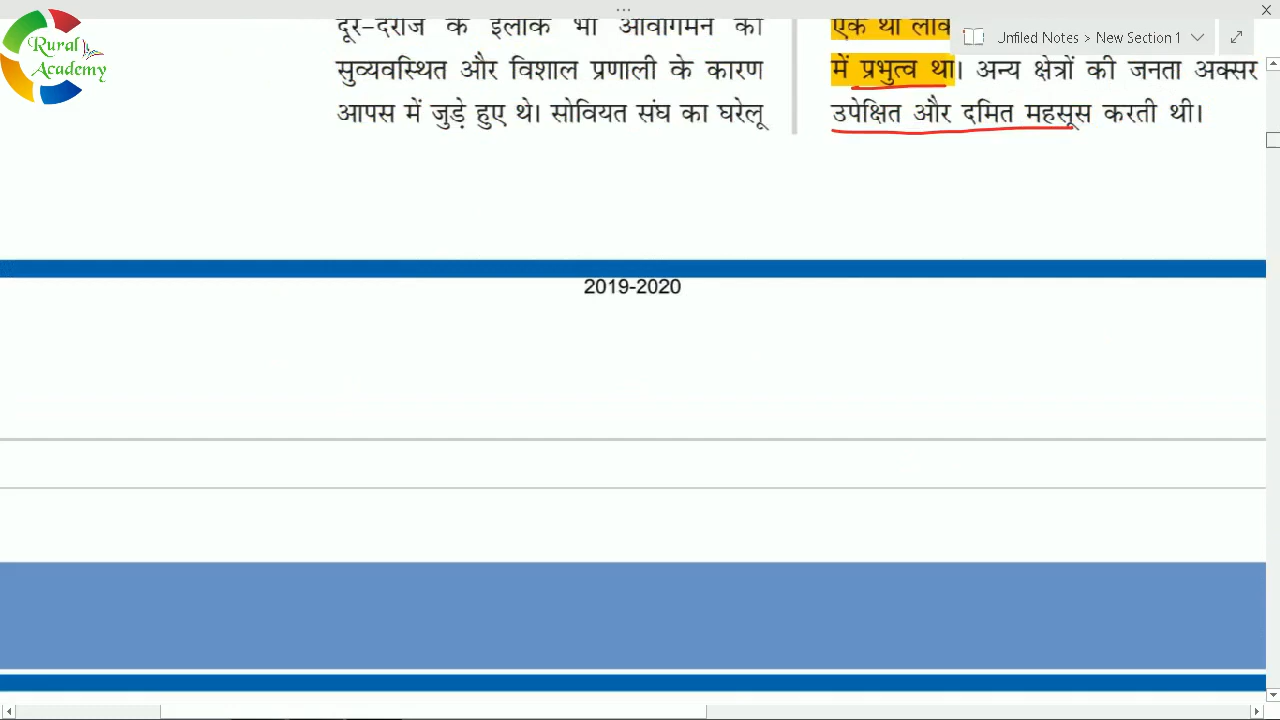 Rural
Academy
दूर-दराज के इलाके भी आवागमन की
सुव्यवस्थित और विशाल प्रणाली के कारण
आपस में जुड़े हुए थे। सोवियत संघ का घरेलू
एक था
में प्रभुत्व था। अन्य क्षेत्रों की जनता अक्सर
उपेक्षित और दमित महसूस करती थी।
Unfiled Notes > New Section 1
2019-2020